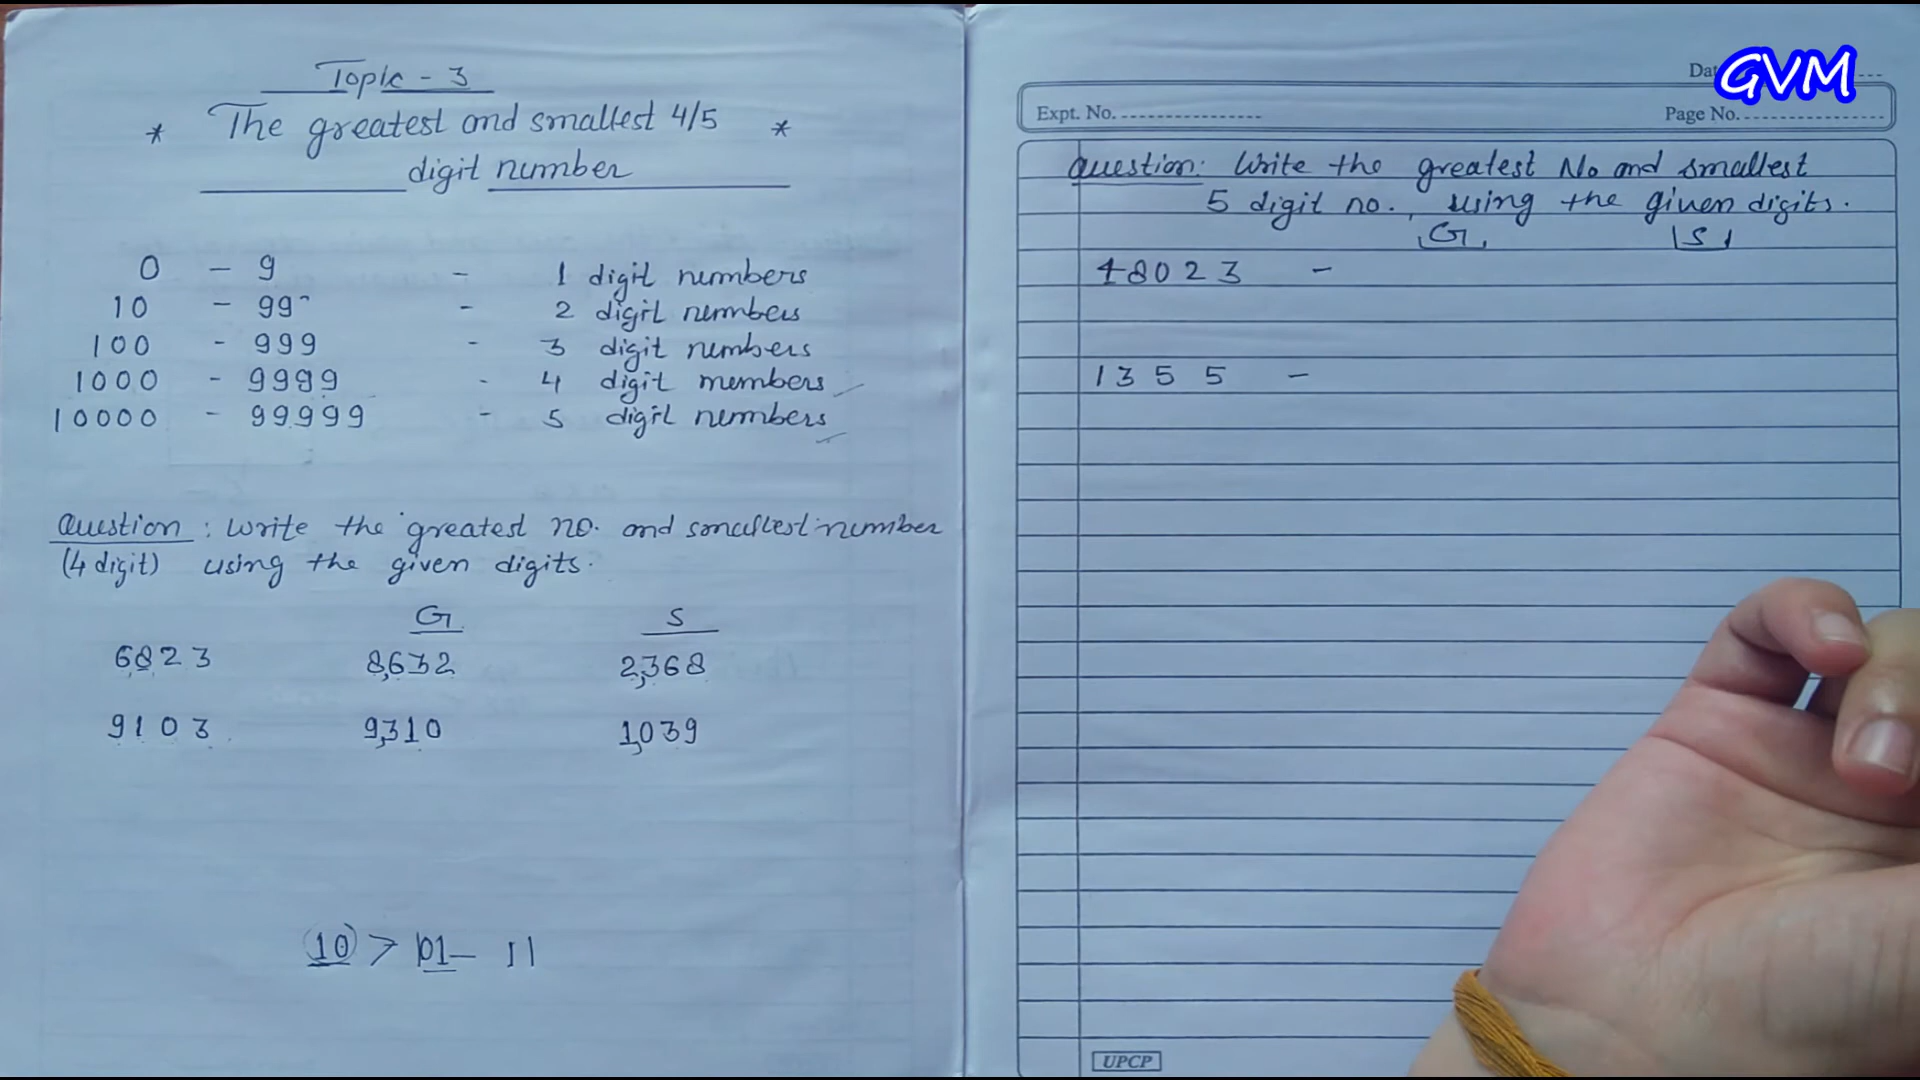 Topic - 3
* The greatest and smallest 4/5 *
digit number
0 - 9 - 1 digit numbers
10 - 99 - 2 digit numbers
100 - 999 - 3 digit numbers
1000 - 9999 - 4 digit members
10000 - 99999 - 5 digit numbers
Question : Write the greatest no. and smallest number
(4 digit) using the given digits.
G S
6823 8,632 2,368
9103 9,310 1,039
10 > 01- 11
GVM
Expt. No.
Page No.
Question: Write the greatest No and smallest
5 digit no., using the given digits.
G S
48023 -
1355 -
UPCP